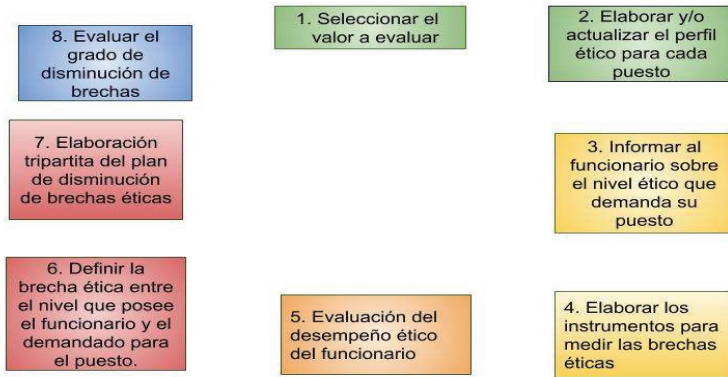 1. Seleccionar el
valor a evaluar
2. Elaborar y/o
actualizar el perfil
ético para cada
puesto
3. Informar al
funcionario sobre
el nivel ético que
demanda su
puesto
4. Elaborar los
instrumentos para
medir las brechas
éticas
5. Evaluación del
desempeño ético
del funcionario
6. Definir la
brecha ética entre
el nivel que posee
el funcionario y el
demandado para
el puesto.
7. Elaboración
tripartita del plan
de disminución
de brechas éticas
8. Evaluar el
grado de
disminución de
brechas